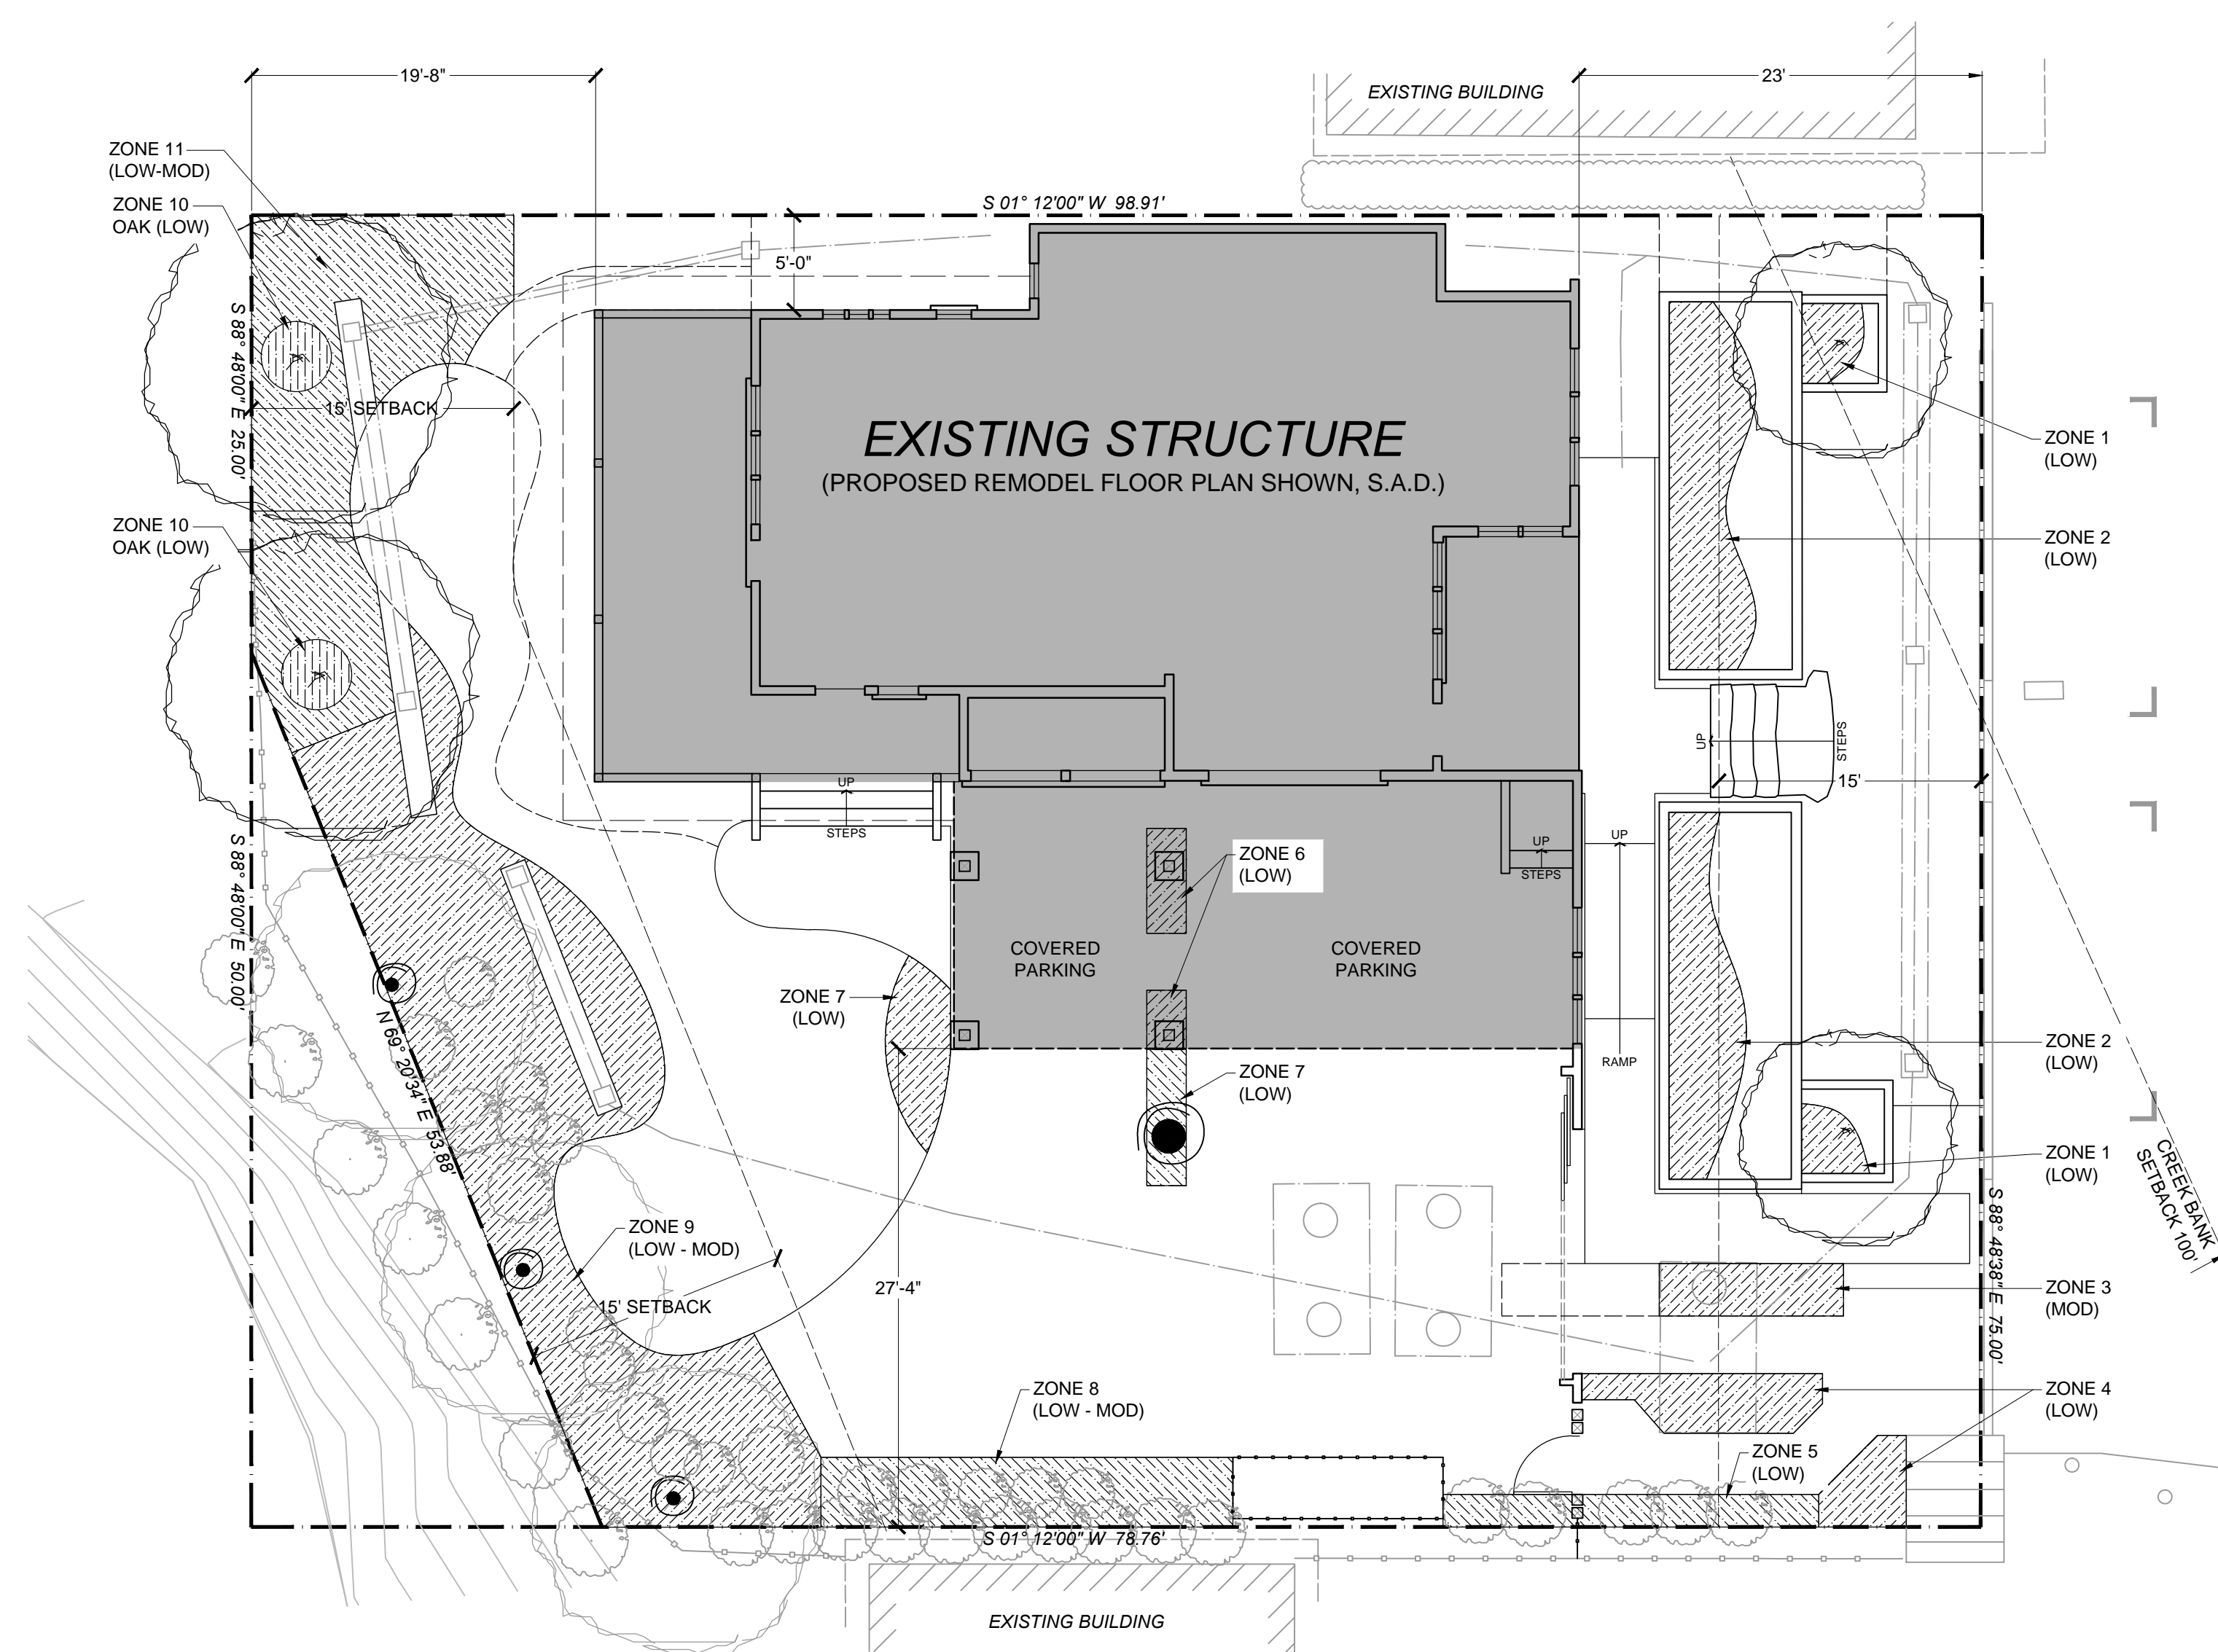 19'-8"
23'
EXISTING BUILDING
ZONE 11
(LOW-MOD)
ZONE 10
OAK (LOW)
S 01° 12'00" W  98.91'
5'-0"
S 88° 48'00" E  25.00'
15' SETBACK
EXISTING STRUCTURE
(PROPOSED REMODEL FLOOR PLAN SHOWN, S.A.D.)
ZONE 1
(LOW)
ZONE 10
OAK (LOW)
ZONE 2
(LOW)
UP
STEPS
15'
UP
STEPS
UP
STEPS
UP
RAMP
ZONE 6
(LOW)
S 88° 48'00" E  50.00'
COVERED
PARKING
COVERED
PARKING
ZONE 7
(LOW)
N 69° 20'34" E  53.88'
ZONE 7
(LOW)
ZONE 2
(LOW)
ZONE 1
(LOW)
CREEK BANK
SETBACK 100'
S 88° 48'38" E  75.00'
ZONE 9
(LOW - MOD)
15' SETBACK
27'-4"
ZONE 3
(MOD)
ZONE 8
(LOW - MOD)
ZONE 4
(LOW)
ZONE 5
(LOW)
S 01° 12'00" W  78.76'
EXISTING BUILDING